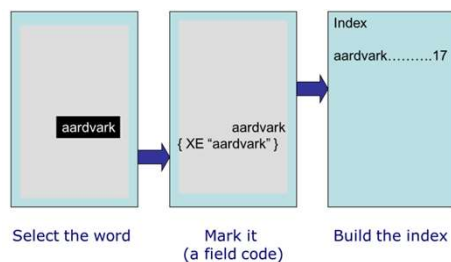 aardvark
Select the word
aardvark
{ XE “aardvark” }
Mark it
(a field code)
Index
aardvark..........17
Build the index